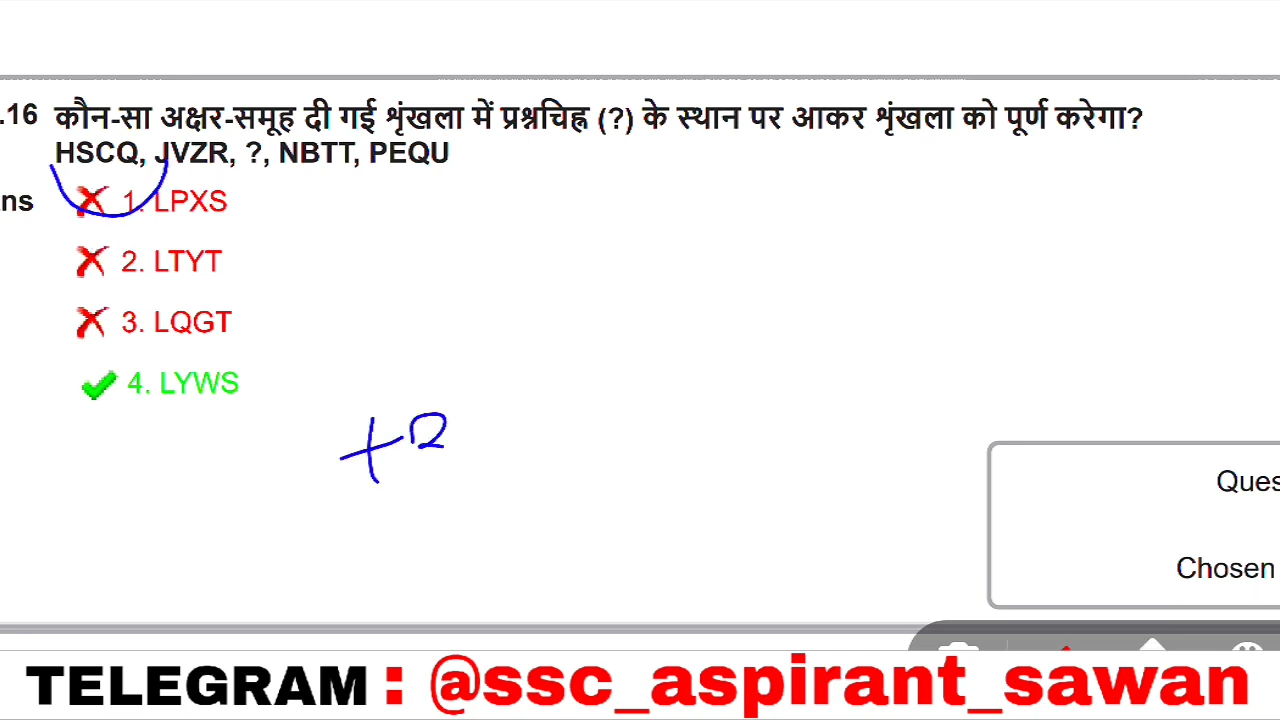 .16 कौन-सा अक्षर-समूह दी गई शृंखला में प्रश्नचिह्न (?) के स्थान पर आकर शृंखला को पूर्ण करेगा?
HSCQ, JVZR, ?, NBTT, PEQU
ns 1. LPXS
2. LTYT
3. LQGT
4. LYWS
+2
Ques
Chosen
TELEGRAM : @ssc_aspirant_sawan